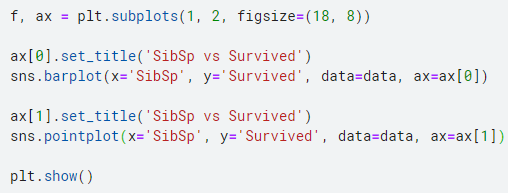 f, ax = plt.subplots(1, 2, figsize=(18, 8))
ax[0].set_title('SibSp vs Survived')
sns.barplot(x='SibSp', y='Survived', data=data, ax=ax[0])
ax[1].set_title('SibSp vs Survived')
sns.pointplot(x='SibSp', y='Survived', data=data, ax=ax[1])
plt.show()